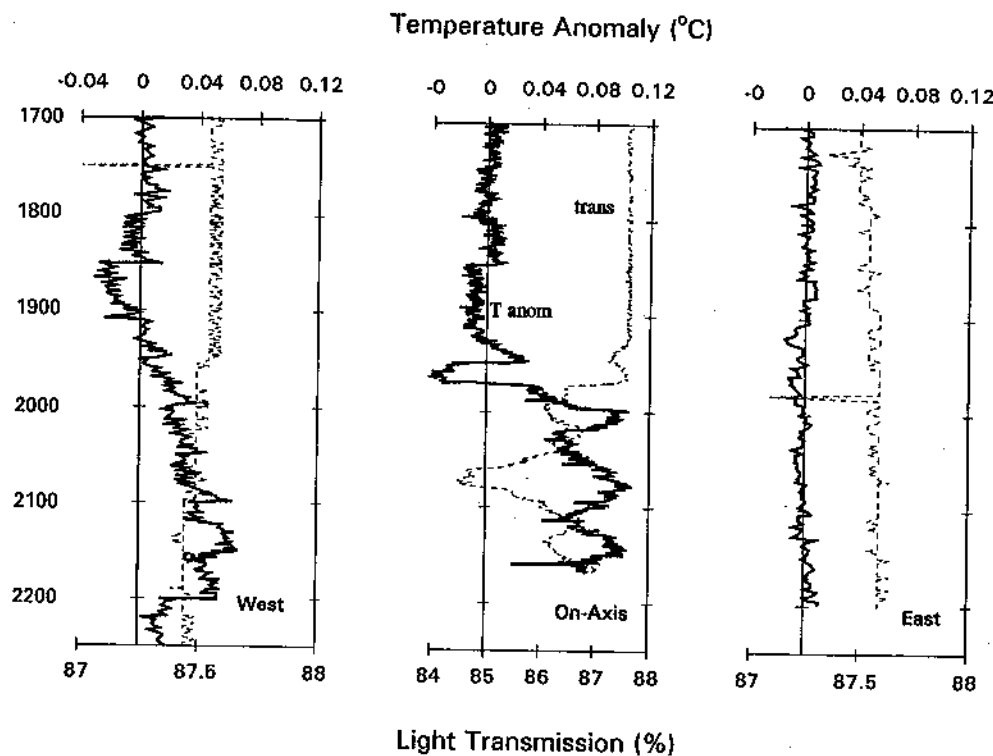 Temperature Anomaly (°C)
-0.04 0 0.04 0.08 0.12
-0 0 0.04 0.08 0.12
-0 0 0.04 0.08 0.12
1700
1800
1900
2000
2100
2200
trans
T anom
West
On-Axis
East
87 87.6 88
84 85 86 87 88
87 87.5 88
Light Transmission (%)